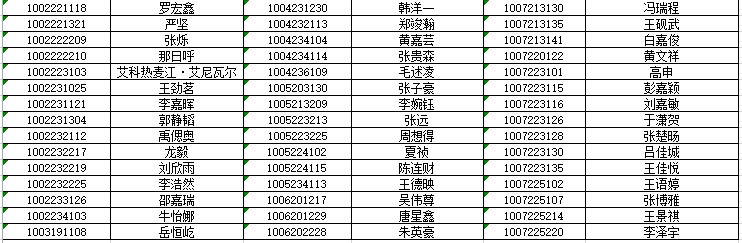 1002221118 罗宏鑫 1004231230 韩洋一 1007213130 冯瑞程
1002221321 严坚 1004232113 郑竣翰 1007213135 王砚武
1002222209 张烁 1004234104 黄嘉芸 1007213141 白嘉俊
1002222210 那日呼 1004234114 张贵森 1007220122 黄文祥
1002223103 艾科热麦江·艾尼瓦尔 1004236109 毛述凌 1007223101 高申
1002231025 王劲茗 1005203130 张子豪 1007223115 彭嘉颖
1002231121 李嘉晖 1005213209 李婉钰 1007223116 刘嘉敏
1002231304 郭静韬 1005223213 张远 1007223126 于潇贺
1002232112 禹偲奥 1005223225 周想得 1007223128 张楚旸
1002232217 龙毅 1005224102 夏祯 1007223130 吕佳城
1002232219 刘欣雨 1005224115 陈连财 1007223135 王佳悦
1002232225 李浩然 1005234113 王德映 1007225102 王语婷
1002233126 邵嘉瑞 1006201217 吴伟尊 1007225107 张博雅
1002234103 牛怡娜 1006201229 唐星鑫 1007225214 王景祺
1003191108 岳恒屹 1006202228 朱英豪 1007225220 李泽宇